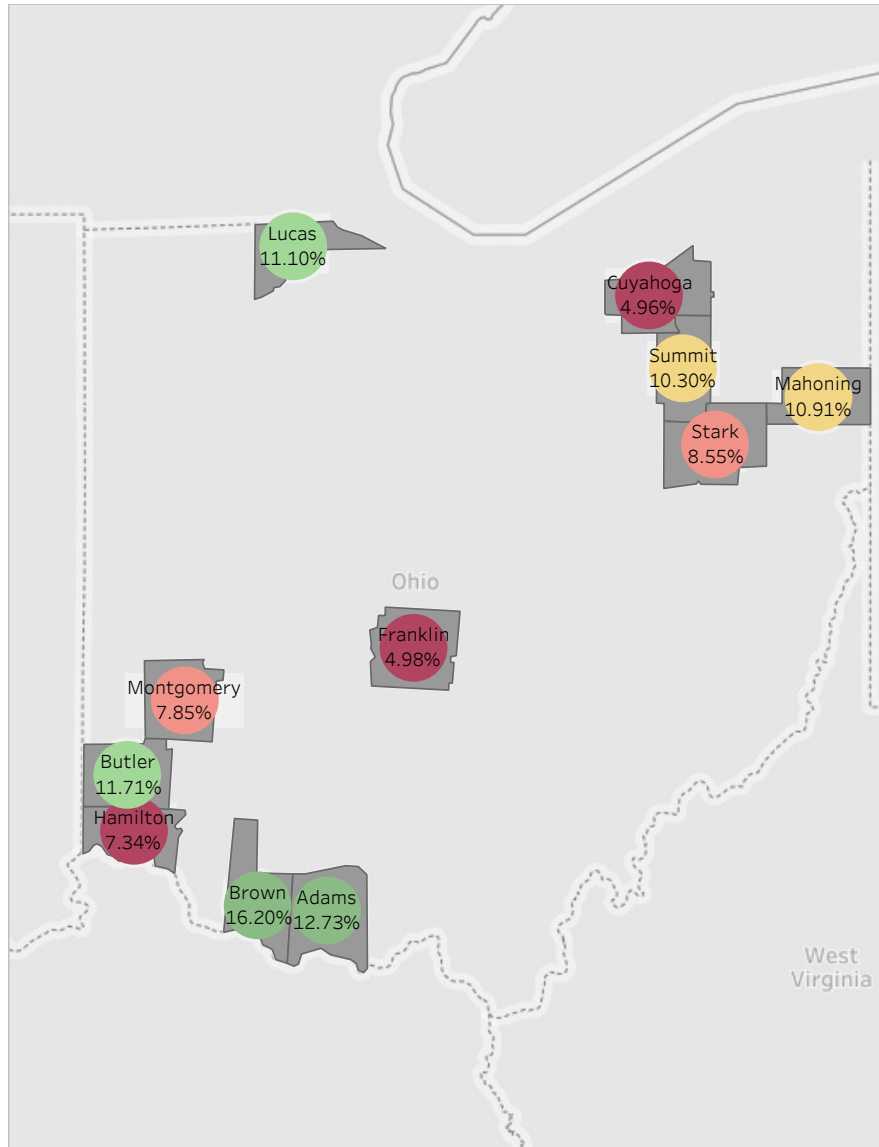 Lucas
11.10%
Cuyahoga
4.96%
Summit
10.30%
Mahoning
10.91%
Stark
8.55%
Ohio
Franklin
4.98%
Montgomery
7.85%
Butler
11.71%
Hamilton
7.34%
Brown
16.20%
Adams
12.73%
West
Virginia